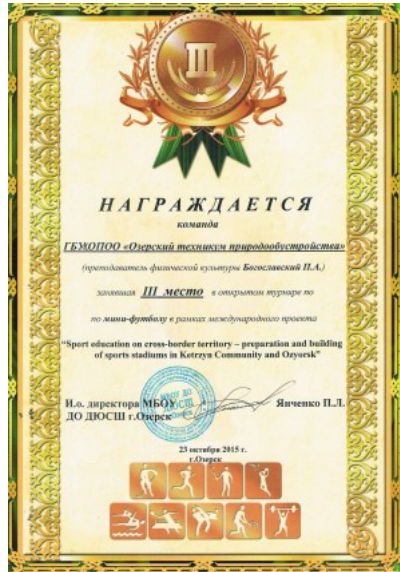 III
НАГРАЖДАЕТСЯ
команда
ГБУКОПОО «Озерский техникум природообустройства»
(преподаватель физической культуры Богославский П.А.)
занявшая III место в открытом турнире по
по мини-футболу в рамках международного проекта
"Sport education on cross-border territory – preparation and building
of sports stadiums in Ketrzyn Community and Ozyorsk"
И.о. директора МБОУ Янченко П.Л.
ДО ДЮСШ г.Озерск
23 октября 2015 г.
г.Озерск